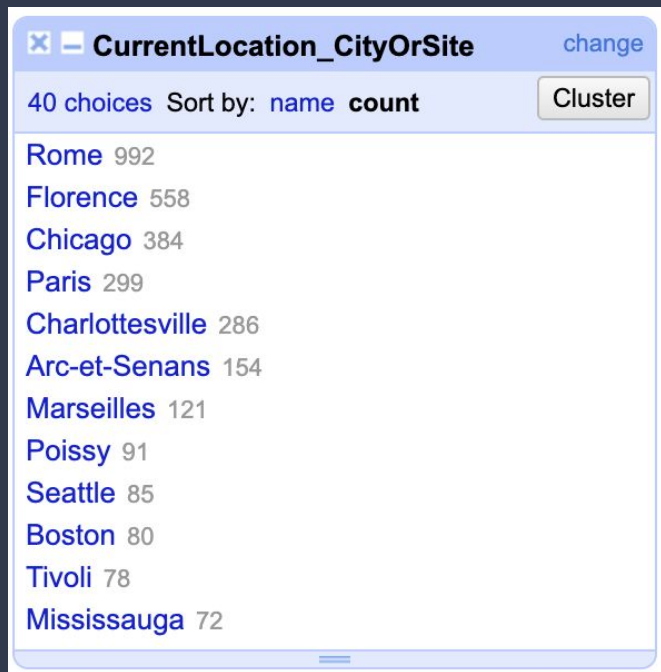 CurrentLocation_CityOrSite change
40 choices Sort by: name count Cluster
Rome 992
Florence 558
Chicago 384
Paris 299
Charlottesville 286
Arc-et-Senans 154
Marseilles 121
Poissy 91
Seattle 85
Boston 80
Tivoli 78
Mississauga 72